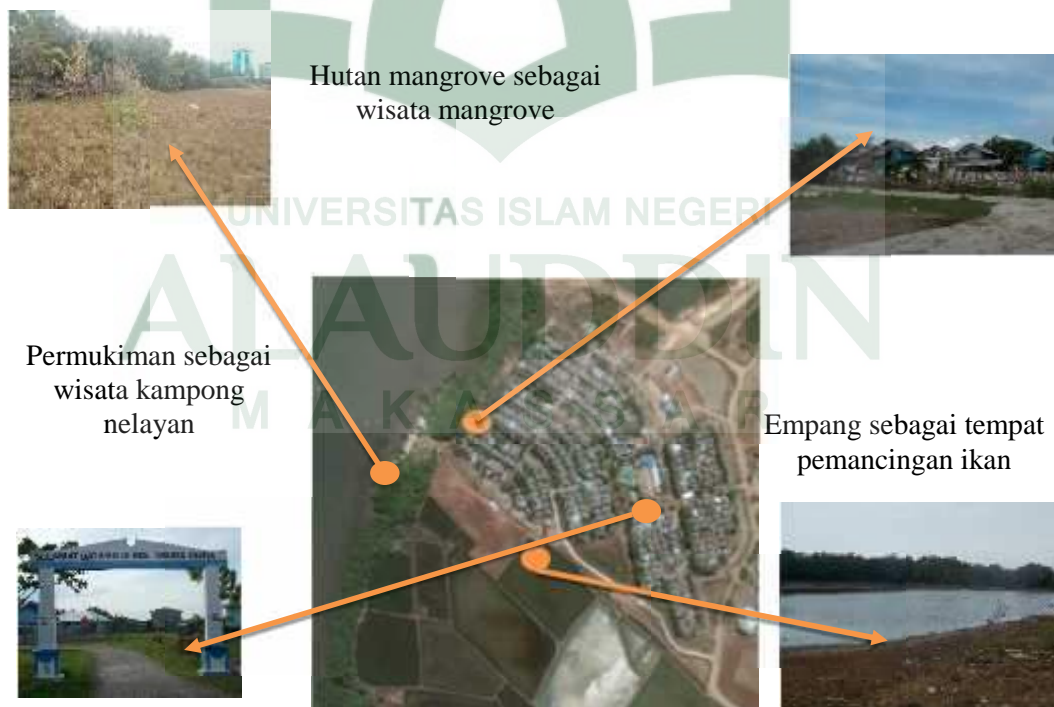 Hutan mangrove sebagai
wisata mangrove
UNIVERSITAS ISLAM NEGERI
ALAUDDIN
Permukiman sebagai
wisata kampong
nelayan
MAKASSAR
Empang sebagai tempat
pemancingan ikan